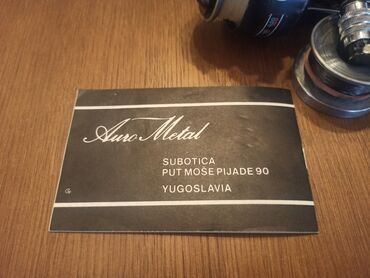 Auro Metal
SUBOTICA
PUT MOŠE PIJADE 90
YUGOSLAVIA